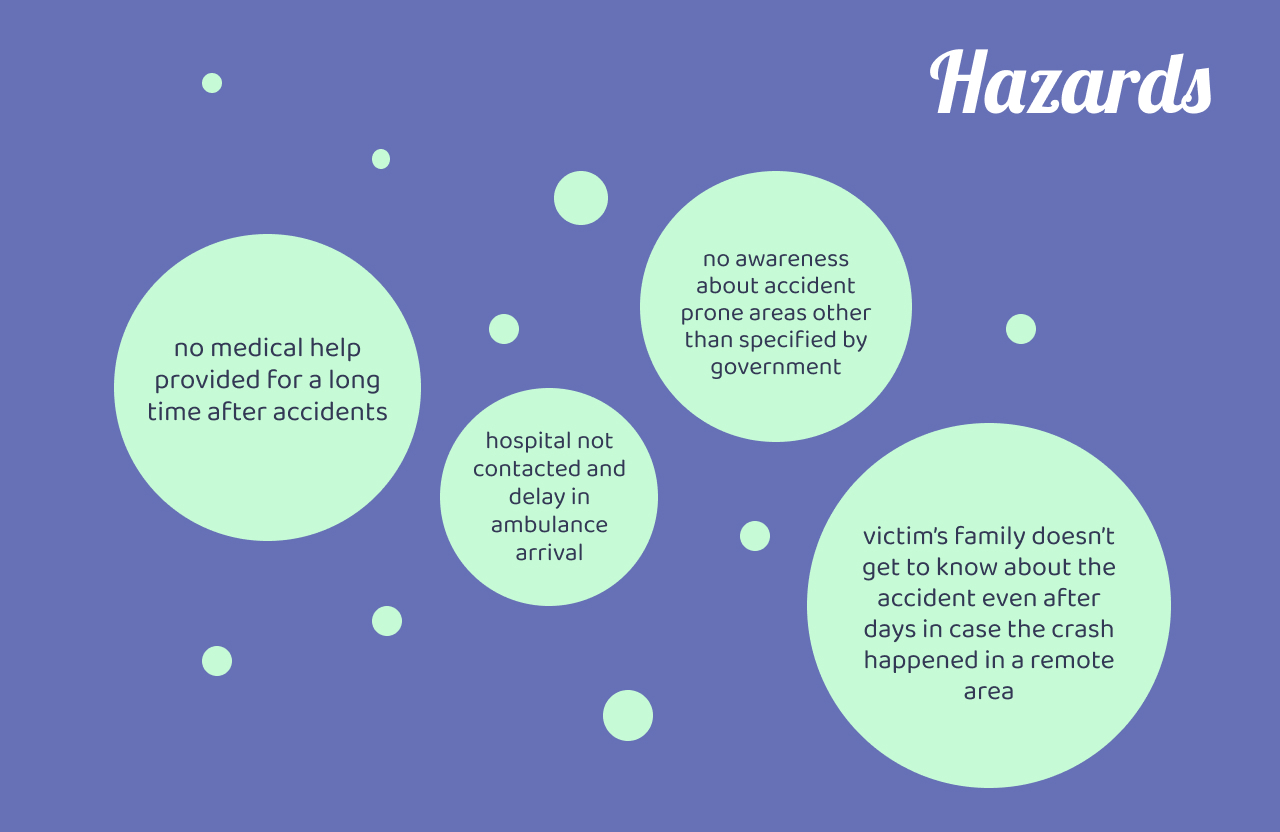 Hazards
no medical help
provided for a long
time after accidents
hospital not
contacted and
delay in
ambulance
arrival
no awareness
about accident
prone areas other
than specified by
government
victim's family doesn't
get to know about the
accident even after
days in case the crash
happened in a remote
area